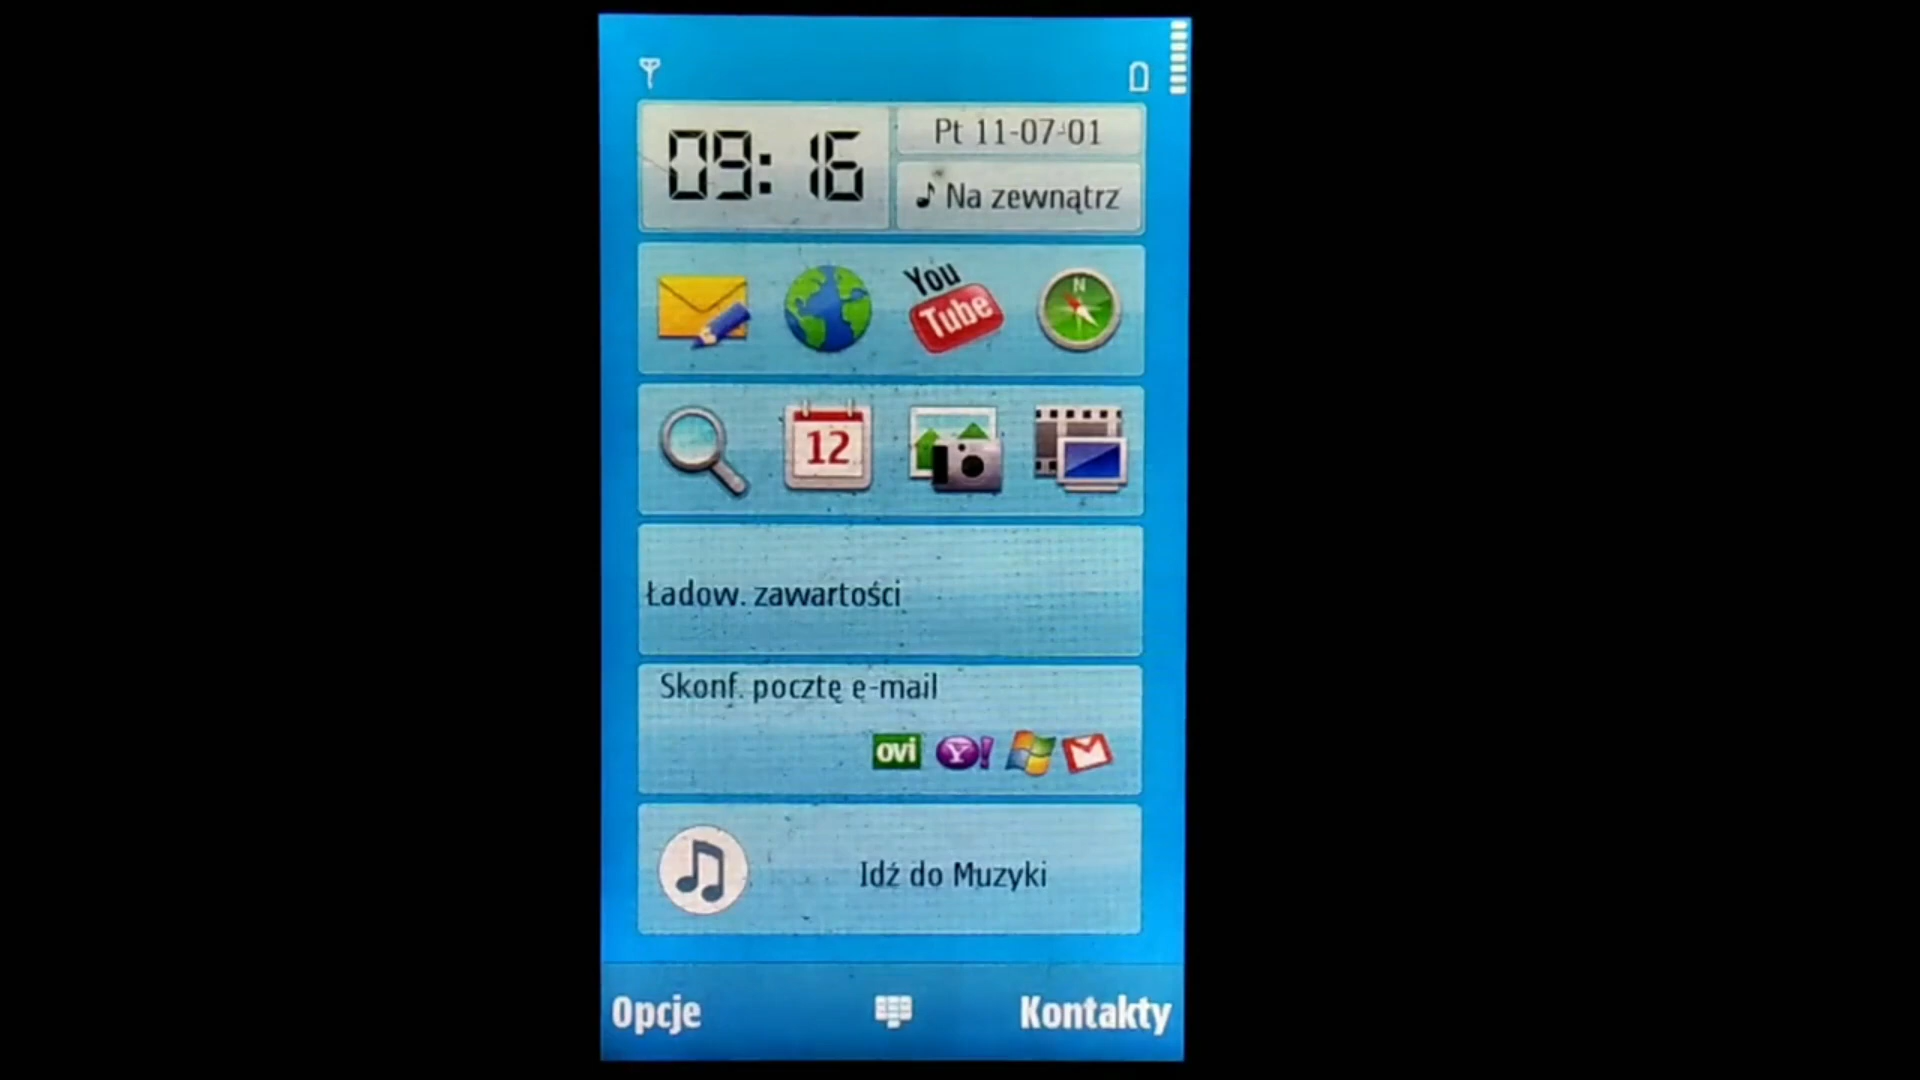 09:16
Pt 11-07-01
Na zewnątrz
You
Tube
N
12
Ładow. zawartości
Skonf. pocztę e-mail
ovi Y!
Idź do Muzyki
Opcje Kontakty